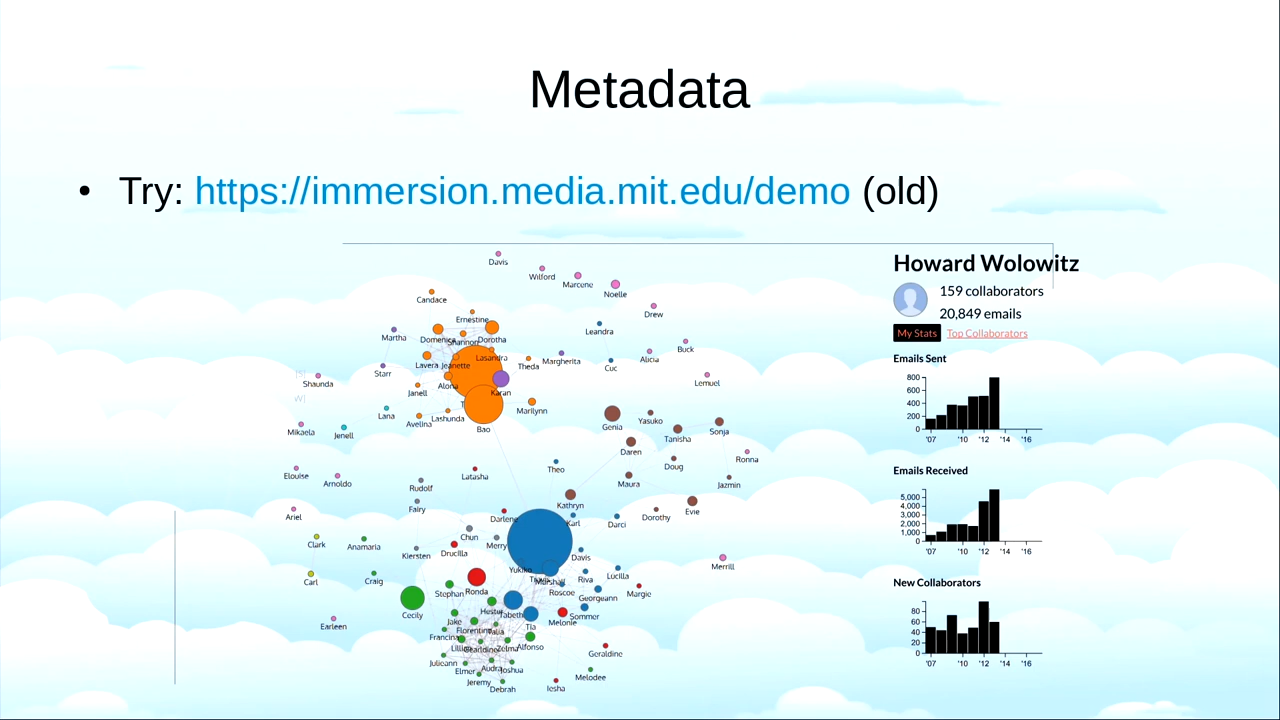 Metadata
• Try: https://immersion.media.mit.edu/demo (old)
Howard Wolowitz
159 collaborators
20,849 emails
My Stats Top Collaborators
Emails Sent
800
600
400
200
0
'07 '10 '12 '14 '16
Emails Received
5,000
4,000
3,000
2,000
1,000
0
'07 '10 '12 '14 '16
New Collaborators
80
60
40
20
0
'07 '10 '12 '14 '16
Davis
Wilford
Marcene
Noelle
Candace
Drew
Ernestine
Leandra
Martha
Domenica
Shannon
Dorotha
Buck
Lasandra
Alicia
Lavera
Jeanette
Theda
Margherita
Cuc
Starr
Shaunda
Lemuel
Alona
Janell
Karan
Marilynn
Lana
Avelina
Lashunda
Bao
Genia
Yasuko
Mikaela
Jenell
Tanisha
Sonja
Daren
Ronna
Doug
Theo
Elouise
Arnoldo
Latasha
Maura
Jazmin
Rudolf
Kathryn
Fairy
Evie
Ariel
Darlene
Karl
Darci
Dorothy
Clark
Anamaria
Chun
Merry
Kiersten
Drucilla
Davis
Merrill
Yukiko
Travis
Marshall
Riva
Lucilla
Carl
Craig
Stephan
Ronda
Roscoe
Georgeann
Margie
Cecily
Hester
Tabeth
Sommer
Jake
Tia
Melonie
Earleen
Florentino
Talia
Francina
Lillian
Geraldine
Zelma
Alfonso
Geraldine
Julieann
Elmer
Audra
Joshua
Melodee
Jeremy
Debrah
Iesha